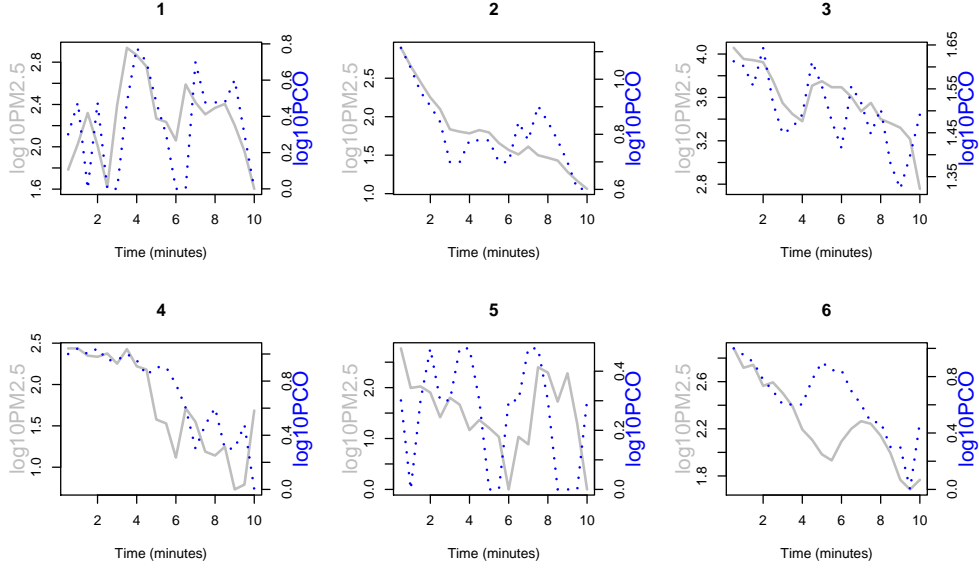 1
log10PM2.5
1.6 2.0 2.4 2.8
0.0 0.2 0.4 0.6 0.8
log10PCO
2 4 6 8 10
Time (minutes)
2
log10PM2.5
1.0 1.5 2.0 2.5
0.6 0.8 1.0
log10PCO
2 4 6 8 10
Time (minutes)
3
log10PM2.5
2.8 3.2 3.6 4.0
1.35 1.45 1.55 1.65
log10PCO
2 4 6 8 10
Time (minutes)
4
log10PM2.5
1.0 1.5 2.0 2.5
0.0 0.4 0.8
log10PCO
2 4 6 8 10
Time (minutes)
5
log10PM2.5
0.0 1.0 2.0
0.0 0.2 0.4
log10PCO
2 4 6 8 10
Time (minutes)
6
log10PM2.5
1.8 2.2 2.6
0.0 0.4 0.8
log10PCO
2 4 6 8 10
Time (minutes)